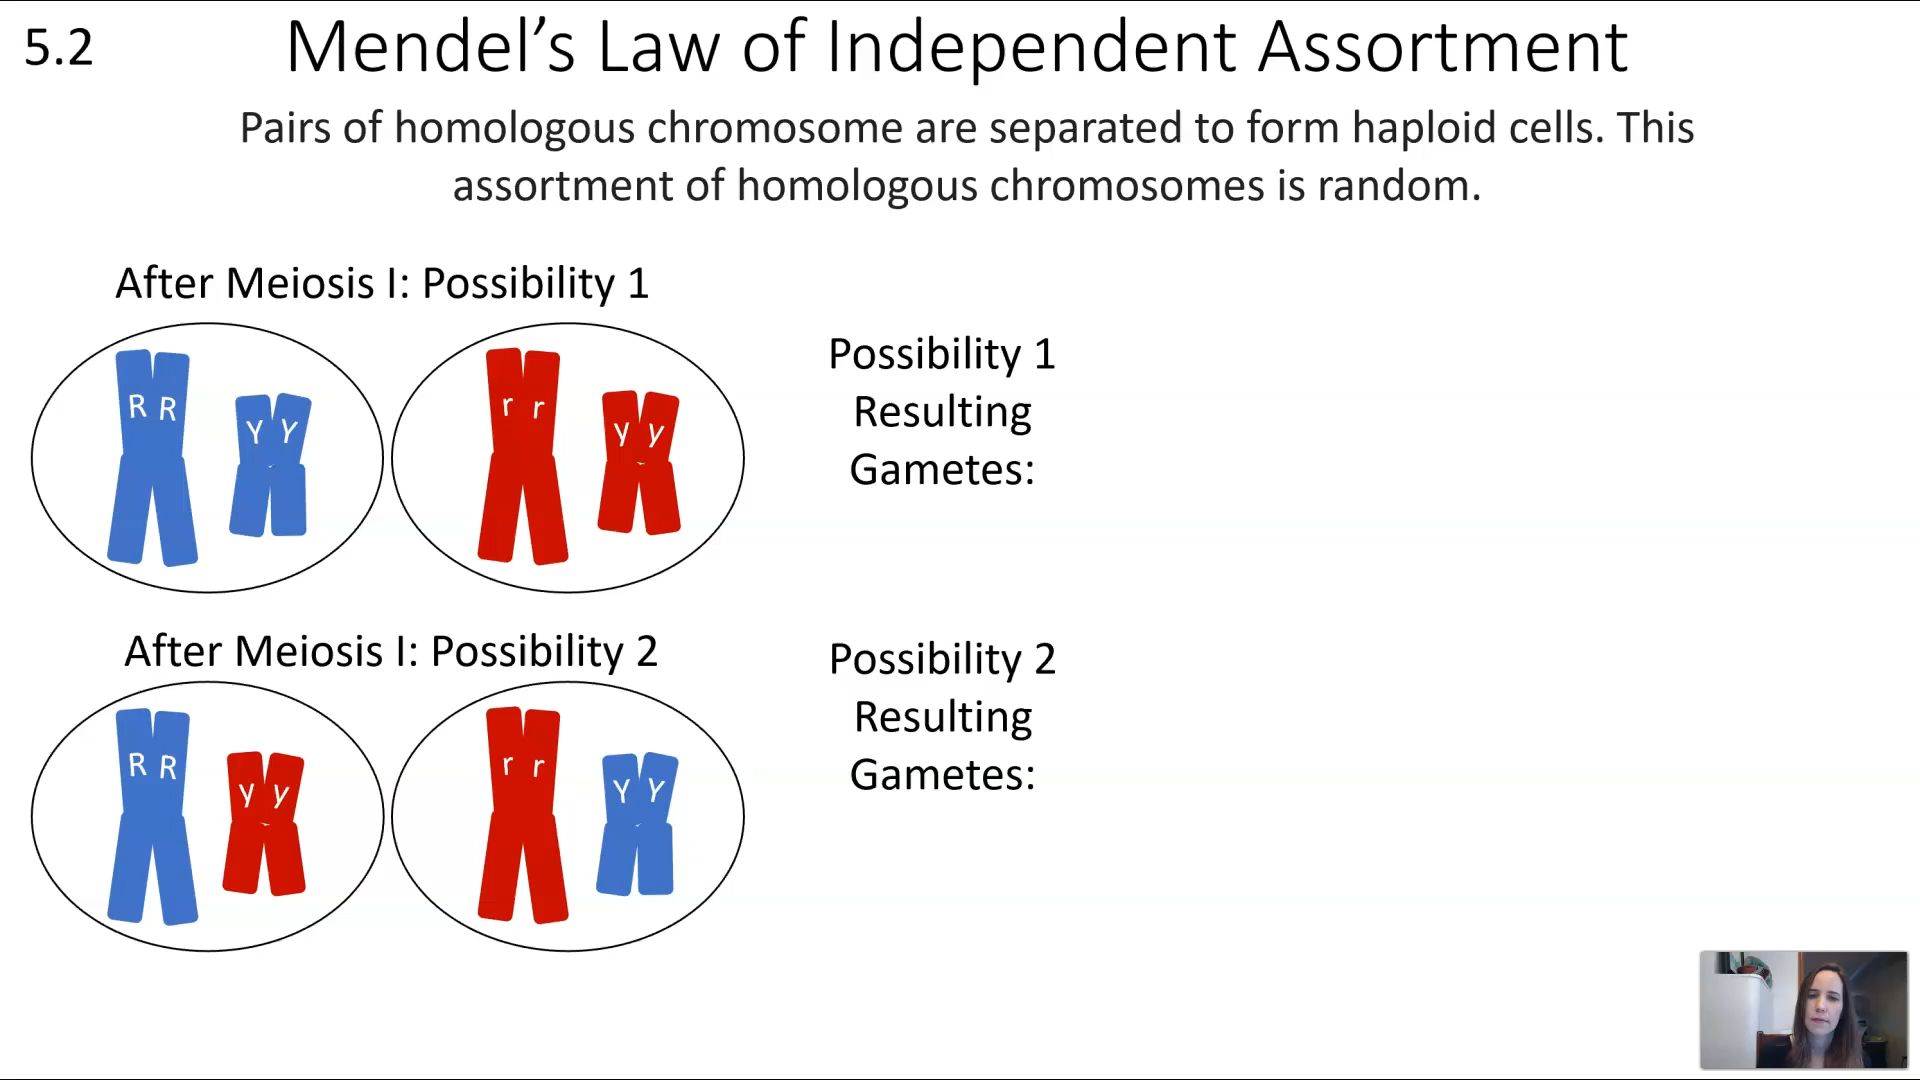 5.2
Mendel’s Law of Independent Assortment
Pairs of homologous chromosome are separated to form haploid cells. This
assortment of homologous chromosomes is random.
After Meiosis I: Possibility 1
R R
Y Y
r r
y y
Possibility 1
Resulting
Gametes:
After Meiosis I: Possibility 2
R R
y y
r r
Y Y
Possibility 2
Resulting
Gametes: